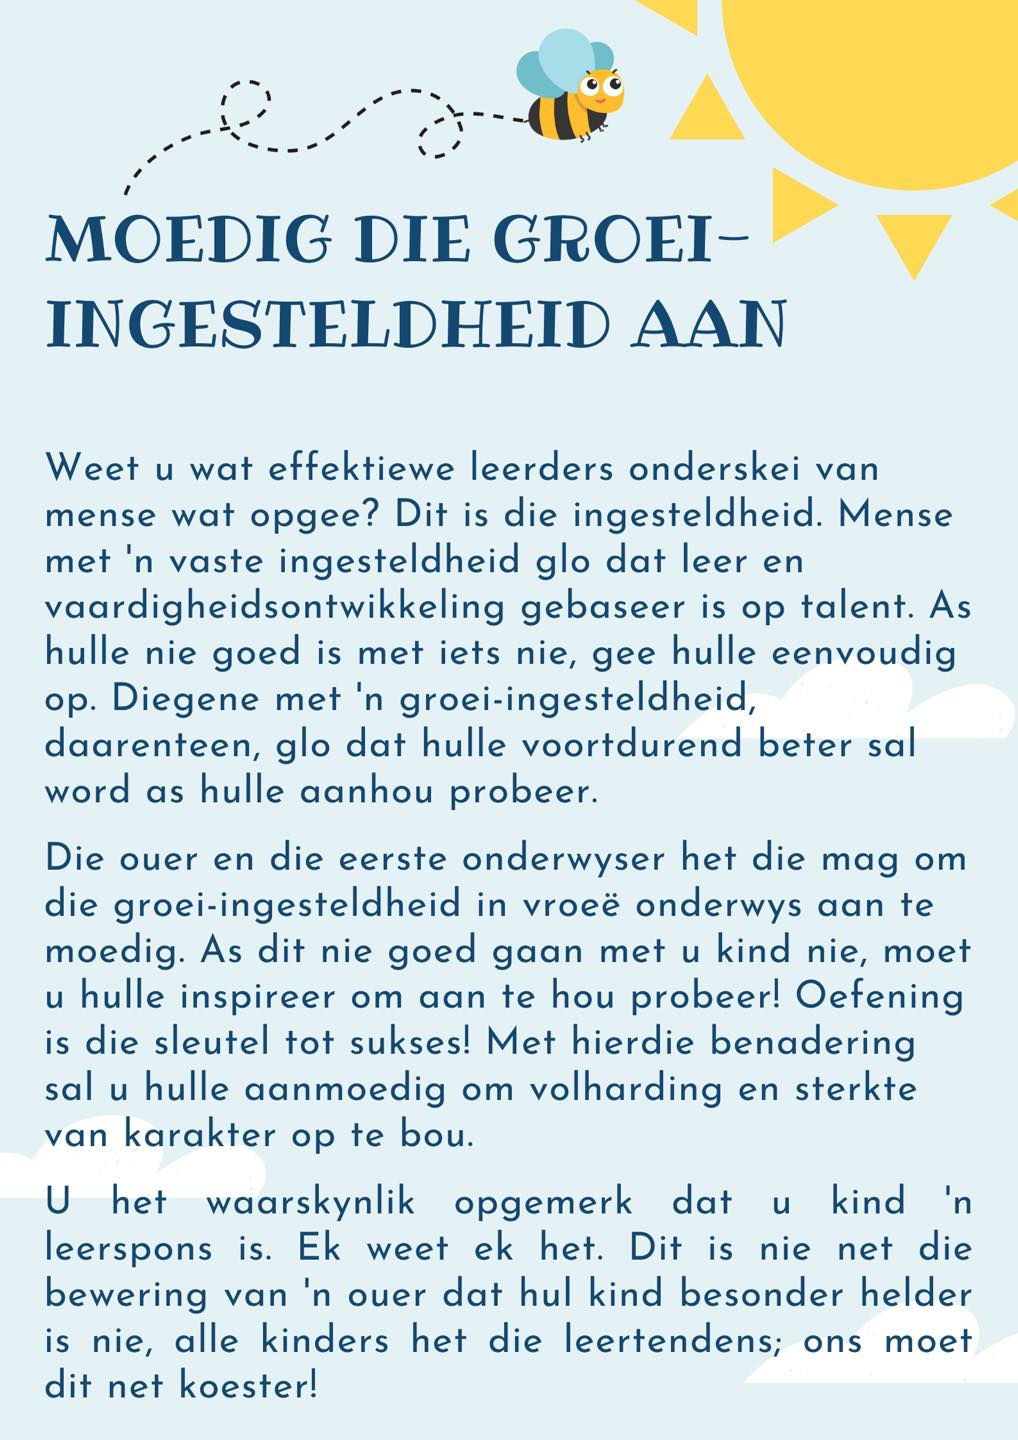 MOEDIG DIE GROEI-
INGESTELDHEID AAN
Weet u wat effektiewe leerders onderskei van
mense wat opgee? Dit is die ingesteldheid. Mense
met 'n vaste ingesteldheid glo dat leer en
vaardigheidsontwikkeling gebaseer is op talent. As
hulle nie goed is met iets nie, gee hulle eenvoudig
op. Diegene met 'n groei-ingesteldheid,
daarenteen, glo dat hulle voortdurend beter sal
word as hulle aanhou probeer.
Die ouer en die eerste onderwyser het die mag om
die groei-ingesteldheid in vroeë onderwys aan te
moedig. As dit nie goed gaan met u kind nie, moet
u hulle inspireer om aan te hou probeer! Oefening
is die sleutel tot sukses! Met hierdie benadering
sal u hulle aanmoedig om volharding en sterkte
van karakter op te bou.
U het waarskynlik opgemerk dat u kind 'n
leerspons is. Ek weet ek het. Dit is nie net die
bewering van 'n ouer dat hul kind besonder helder
is nie, alle kinders het die leertendens; ons moet
dit net koester!